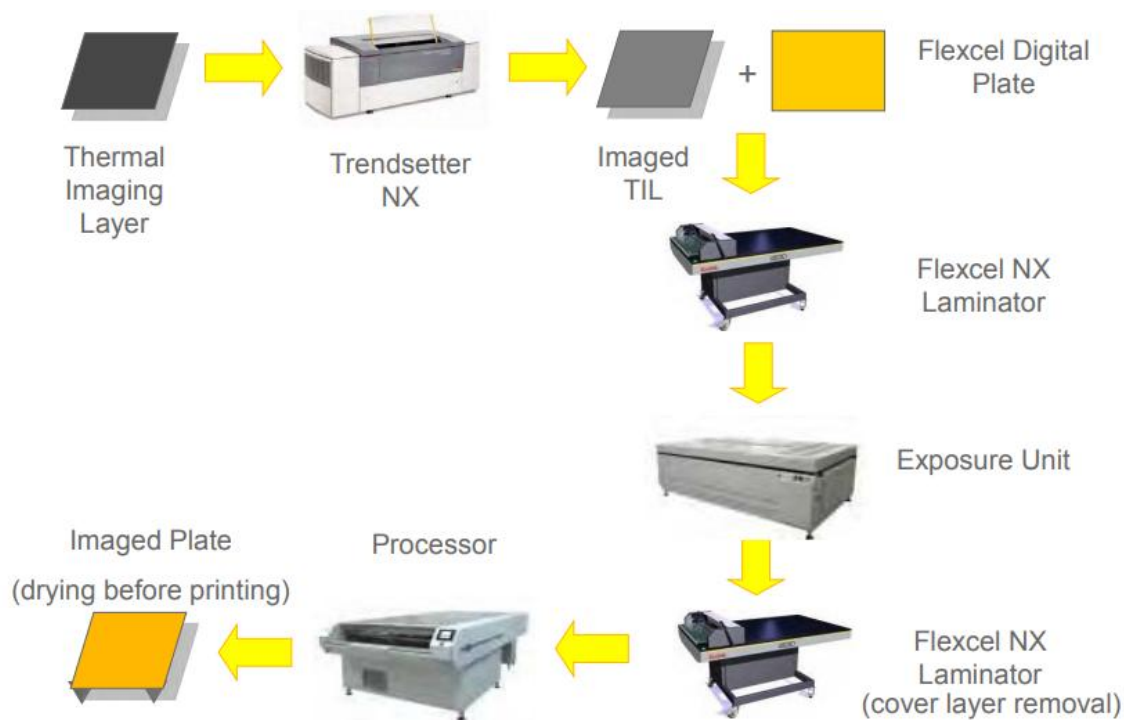 Flexcel Digital
Plate
Thermal
Imaging
Layer
Trendsetter
NX
Imaged
TIL
+
Flexcel NX
Laminator
Exposure Unit
Imaged Plate
(drying before printing)
Processor
Flexcel NX
Laminator
(cover layer removal)